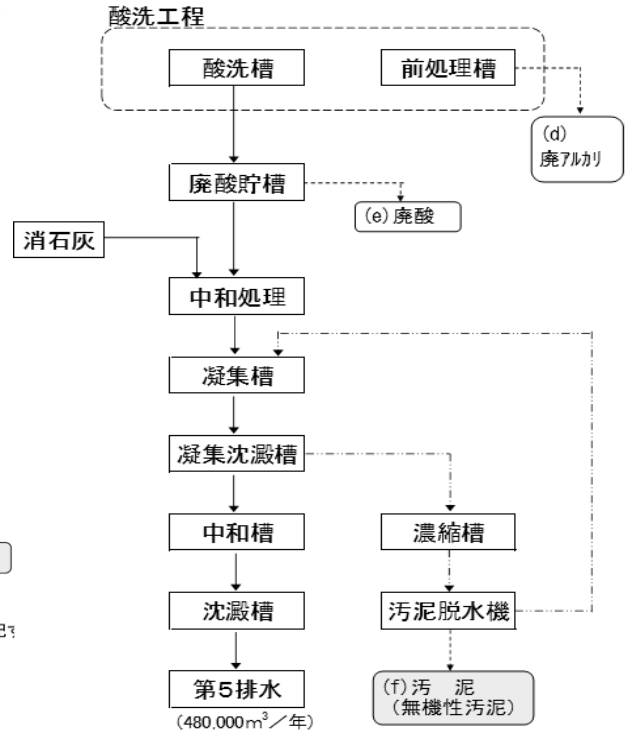 酸洗工程
酸洗槽
前処理槽
(d)
廃アルカリ
廃酸貯槽
(e)廃酸
消石灰
中和処理
凝集槽
凝集沈澱槽
中和槽
濃縮槽
沈澱槽
汚泥脱水機
第5排水
(480,000m³／年)
(f)汚　泥
(無機性汚泥)